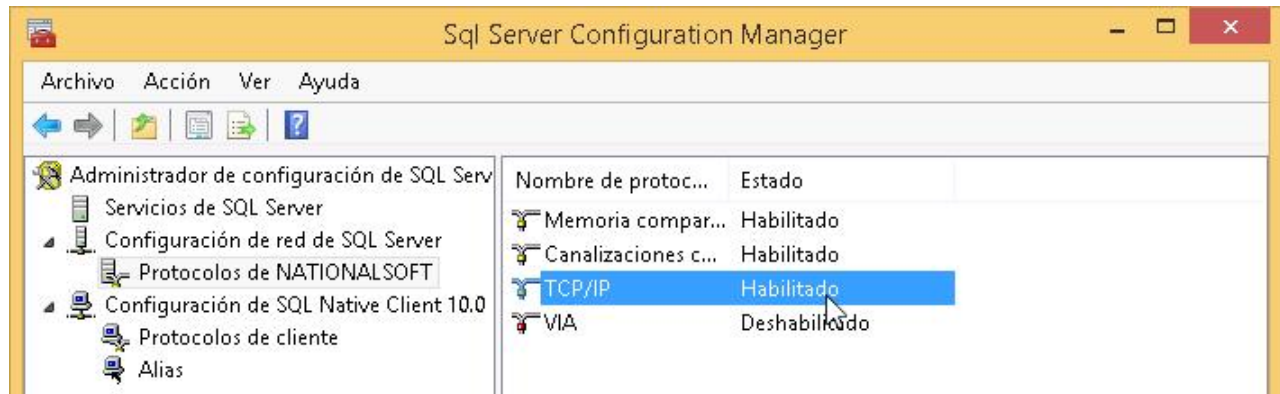 Sql Server Configuration Manager
Archivo Acción Ver Ayuda
Administrador de configuración de SQL Serv
Servicios de SQL Server
Configuración de red de SQL Server
Protocolos de NATIONALSOFT
Configuración de SQL Native Client 10.0
Protocolos de cliente
Alias
Nombre de protoc... Estado
Memoria compar... Habilitado
Canalizaciones c... Habilitado
TCP/IP Habilitado
VIA Deshabilitado